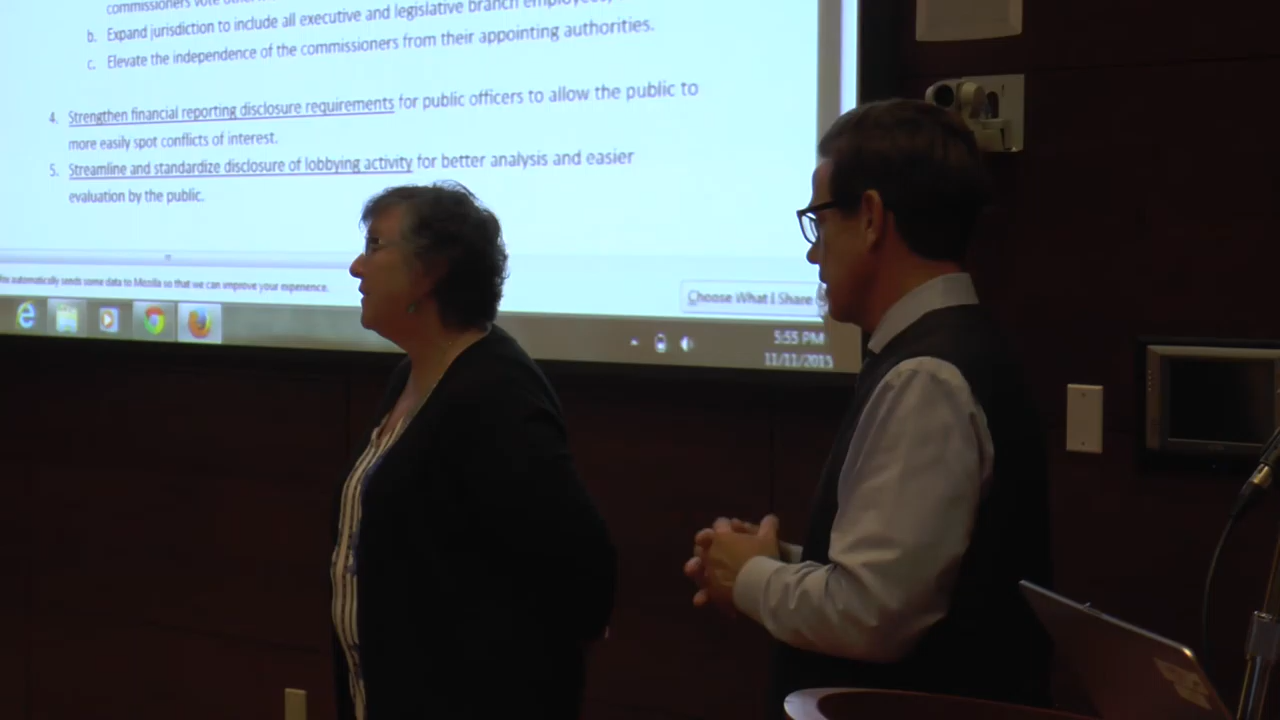 commissioners vote
b. Expand jurisdiction to include all executive and legislative branch
c. Elevate the independence of the commissioners from their appointing authorities.
4. Strengthen financial reporting disclosure requirements for public officers to allow the public to
more easily spot conflicts of interest.
5. Streamline and standardize disclosure of lobbying activity for better analysis and easier
evaluation by the public.
automatically sends some data to Mozilla so that we can improve your experience.
Choose What I Share
5:55 PM
11/11/2015